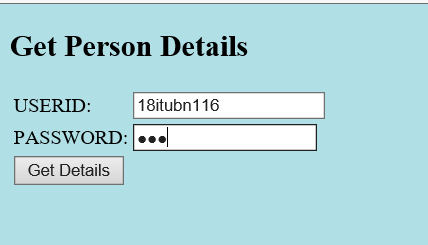 Get Person Details
USERID: 18itubn116
PASSWORD: ●●●
Get Details